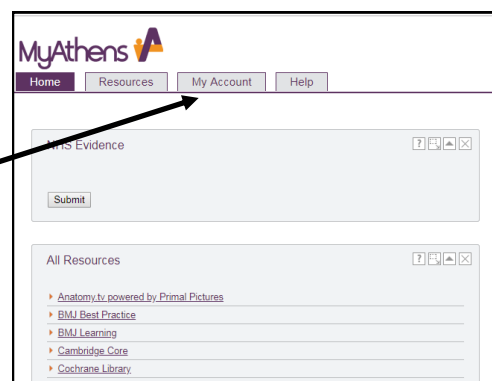 MyAthens
Home Resources My Account Help
NHS Evidence
Submit
All Resources
Anatomy.tv powered by Primal Pictures
BMJ Best Practice
BMJ Learning
Cambridge Core
Cochrane Library